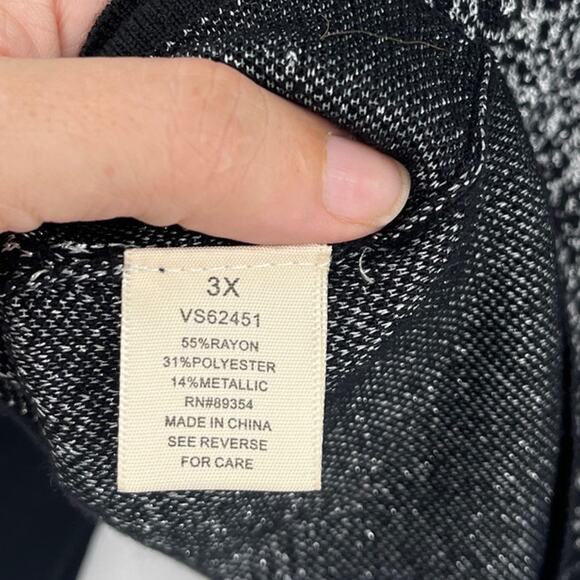 3X
VS62451
55%RAYON
31%POLYESTER
14%METALLIC
RN#89354
MADE IN CHINA
SEE REVERSE
FOR CARE